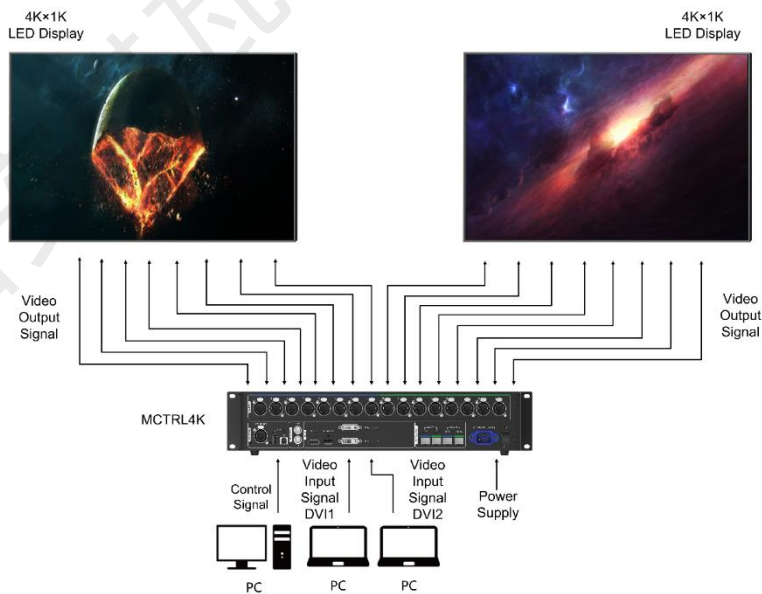 4K×1K
LED Display
4K×1K
LED Display
Video
Output
Signal
Video
Output
Signal
MCTRL4K
Control
Signal
Video
Input
Signal
DVI1
Video
Input
Signal
DVI2
Power
Supply
PC
PC
PC